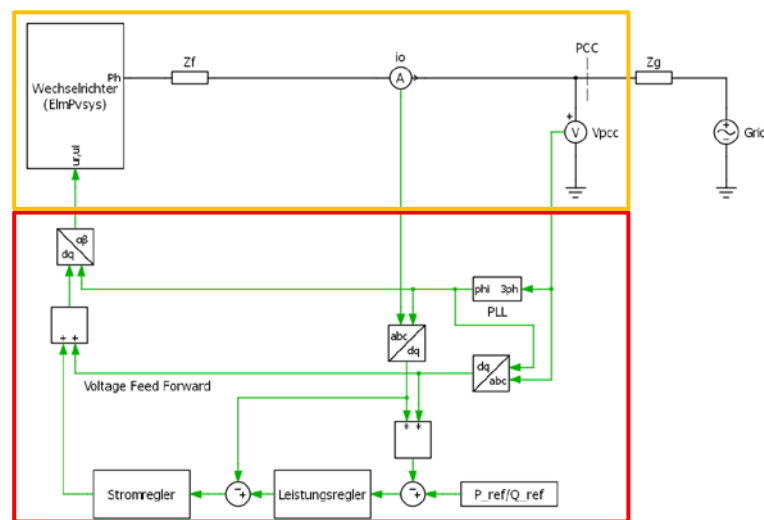 Zf
io
PCC
Zg
Ph
Wechselrichter
(ElmPvsys)
A
+
V
Vpcc
+
Gric
ur,ui
αβ
dq
phi 3ph
PLL
abc
dq
dq
abc
+ +
Voltage Feed Forward
* *
Stromregler
- +
Leistungsregler
- +
P_ref/Q_ref